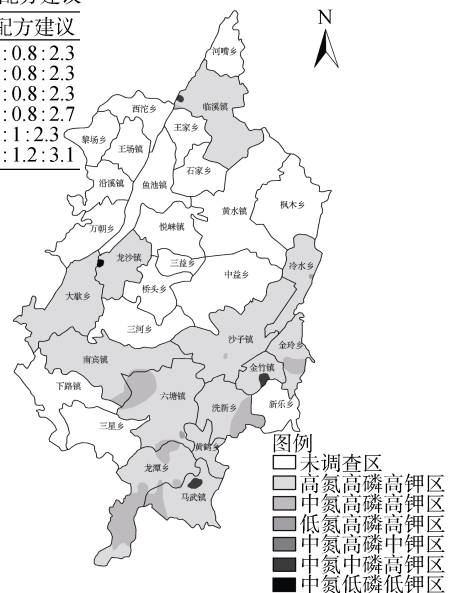 配方建议
: 0.8 : 2.3
: 0.8 : 2.3
: 0.8 : 2.3
: 0.8 : 2.7
: 1 : 2.3
: 1.2 : 3.1
N
河嘴乡
临溪镇
西沱乡
王家乡
黎场乡
王场镇
石家乡
沿溪镇
鱼池镇
枫木乡
黄水镇
万朝乡
悦崃镇
龙沙镇
三益乡
冷水乡
中益乡
大歇乡
桥头乡
三河乡
沙子镇
金玲乡
南宾镇
金竹镇
下路镇
六塘镇
洗新乡
新乐乡
三星乡
黄鹤乡
龙潭乡
马武镇
图例
未调查区
高氮高磷高钾区
中氮高磷高钾区
低氮高磷高钾区
中氮高磷中钾区
中氮中磷高钾区
中氮低磷低钾区